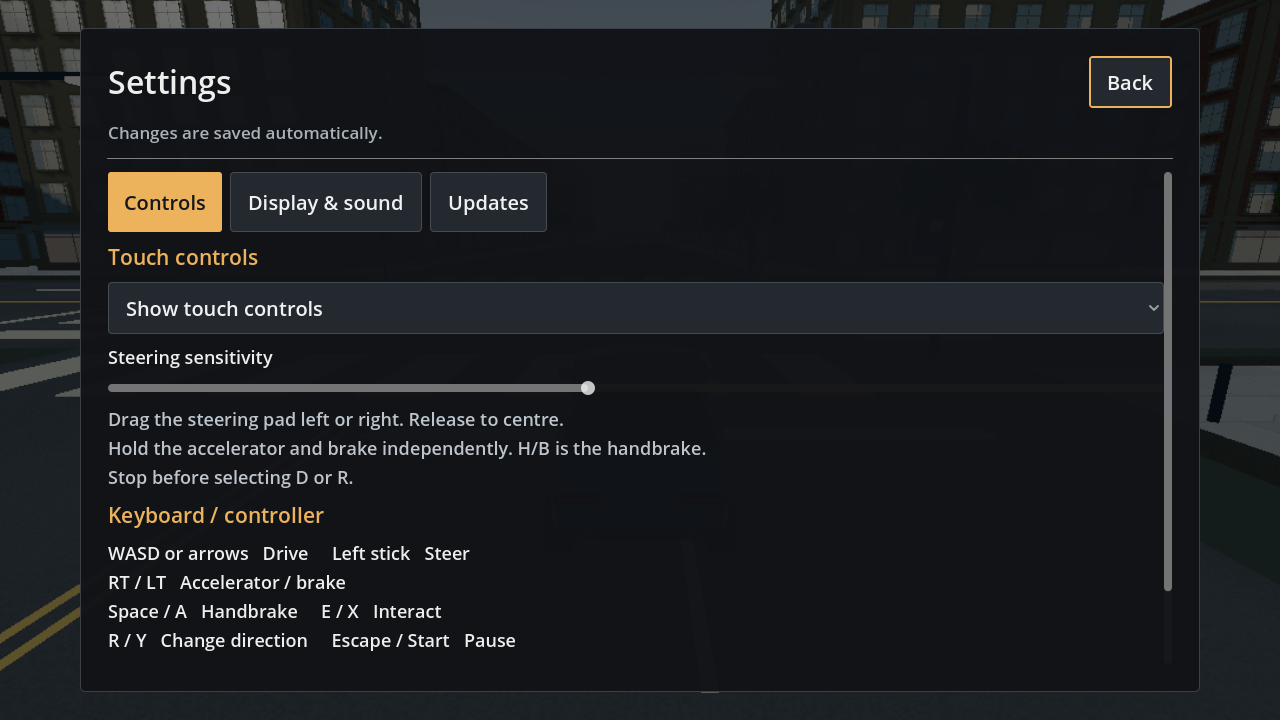 Settings
Back
Changes are saved automatically.
Controls
Display & sound
Updates
Touch controls
Show touch controls
Steering sensitivity
Drag the steering pad left or right. Release to centre.
Hold the accelerator and brake independently. H/B is the handbrake.
Stop before selecting D or R.
Keyboard / controller
WASD or arrows Drive Left stick Steer
RT / LT Accelerator / brake
Space / A Handbrake E / X Interact
R / Y Change direction Escape / Start Pause